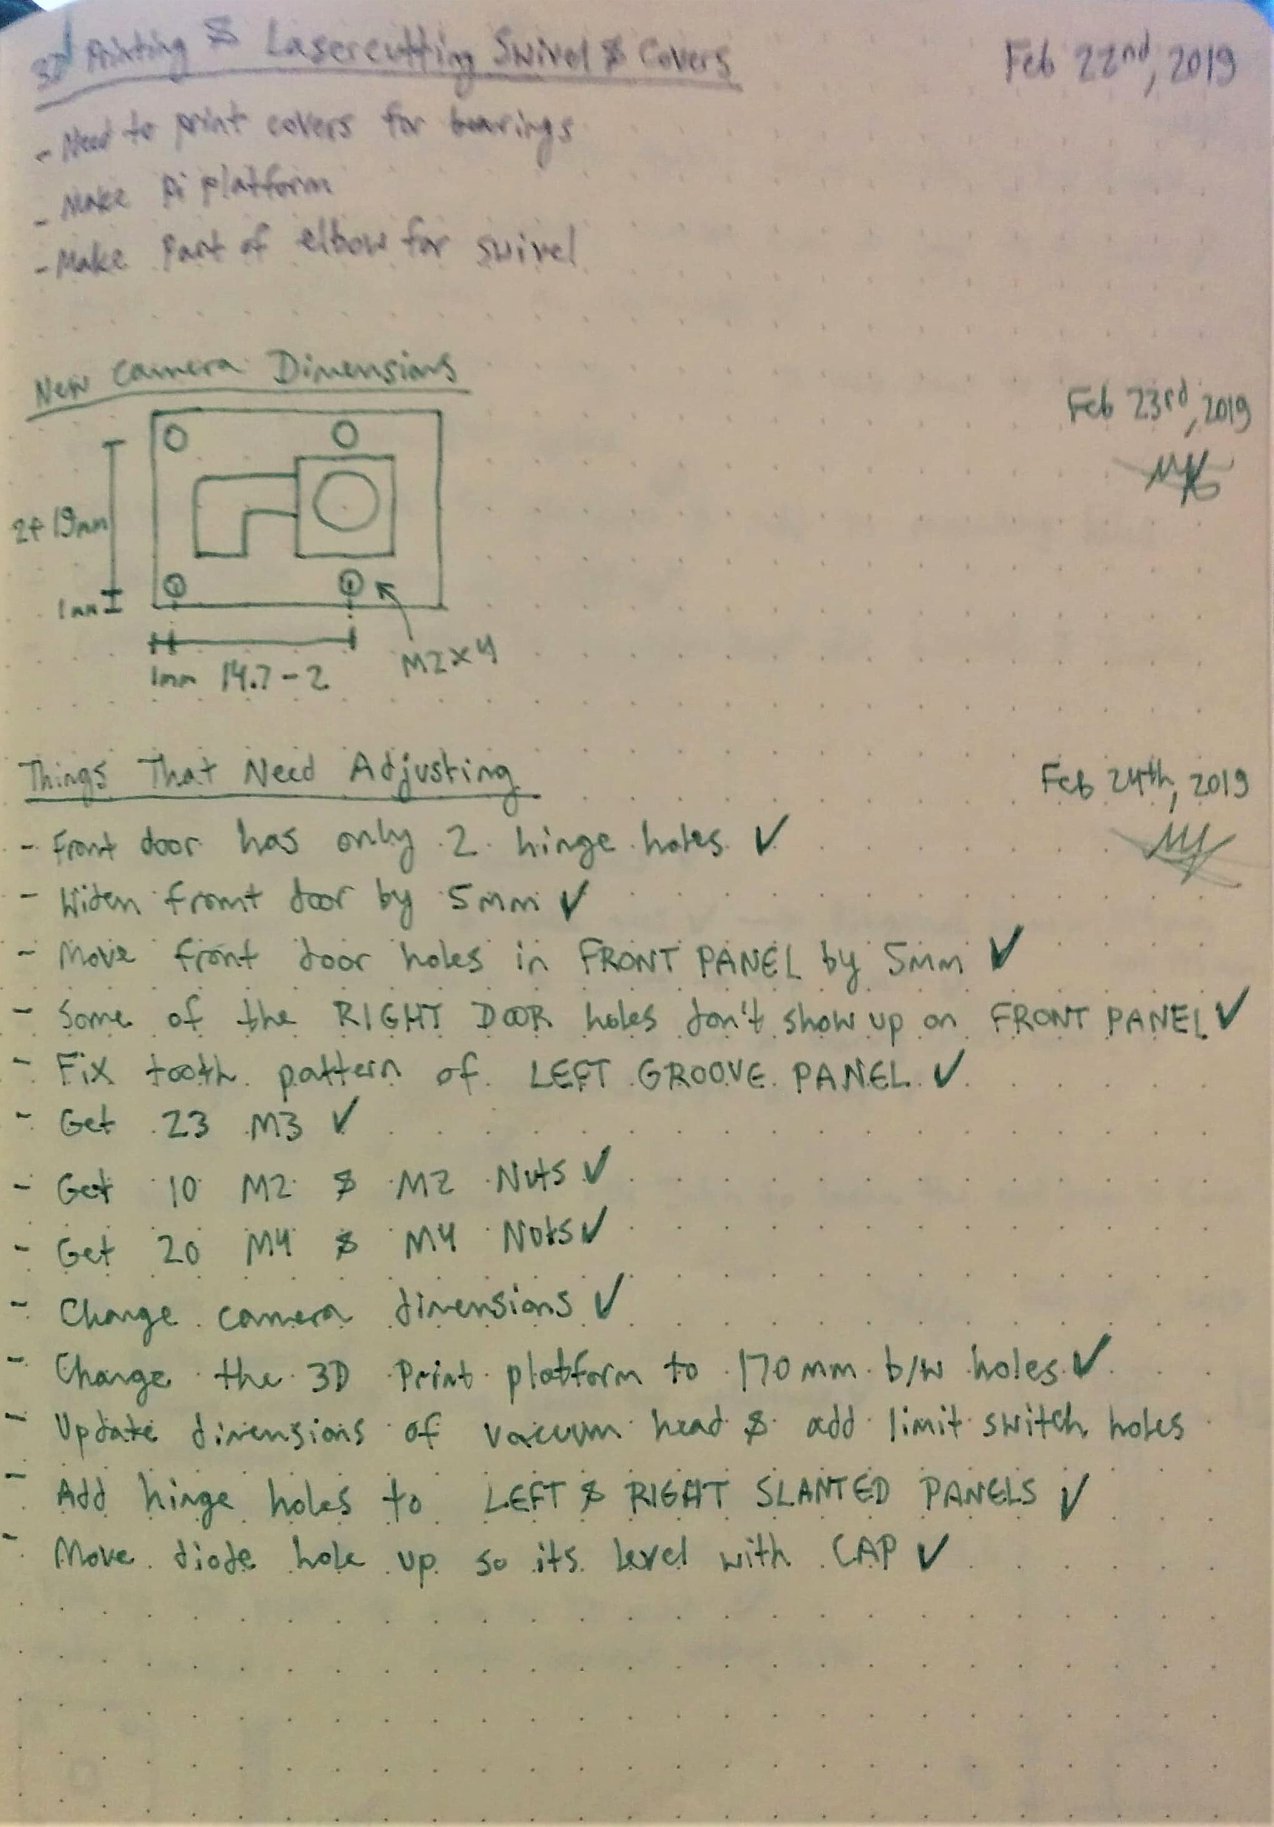 3D Printing & Lasercutting Swivel & Covers
Feb 22nd, 2019
- Need to print covers for bearings
- Make Pi platform
- Make Part of elbow for swivel
New Camera Dimensions
Feb 23rd, 2019
2+19mm
1mm
1mm 14.7-2
M2x4
Things That Need Adjusting
Feb 24th, 2019
- Front door has only 2 hinge holes ✓
- Widen front door by 5mm ✓
- Move front door holes in FRONT PANEL by 5mm ✓
- Some of the RIGHT DOOR holes don't show up on FRONT PANEL ✓
- Fix tooth pattern of LEFT GROOVE PANEL ✓
- Get 23 M3 ✓
- Get 10 M2 & M2 Nuts ✓
- Get 20 M4 & M4 Nuts ✓
- Change camera dimensions ✓
- Change the 3D Print platform to 170mm b/w holes ✓
- Update dimensions of vacuum head & add limit switch holes
- Add hinge holes to LEFT & RIGHT SLANTED PANELS ✓
- Move diode hole up so its level with CAP ✓